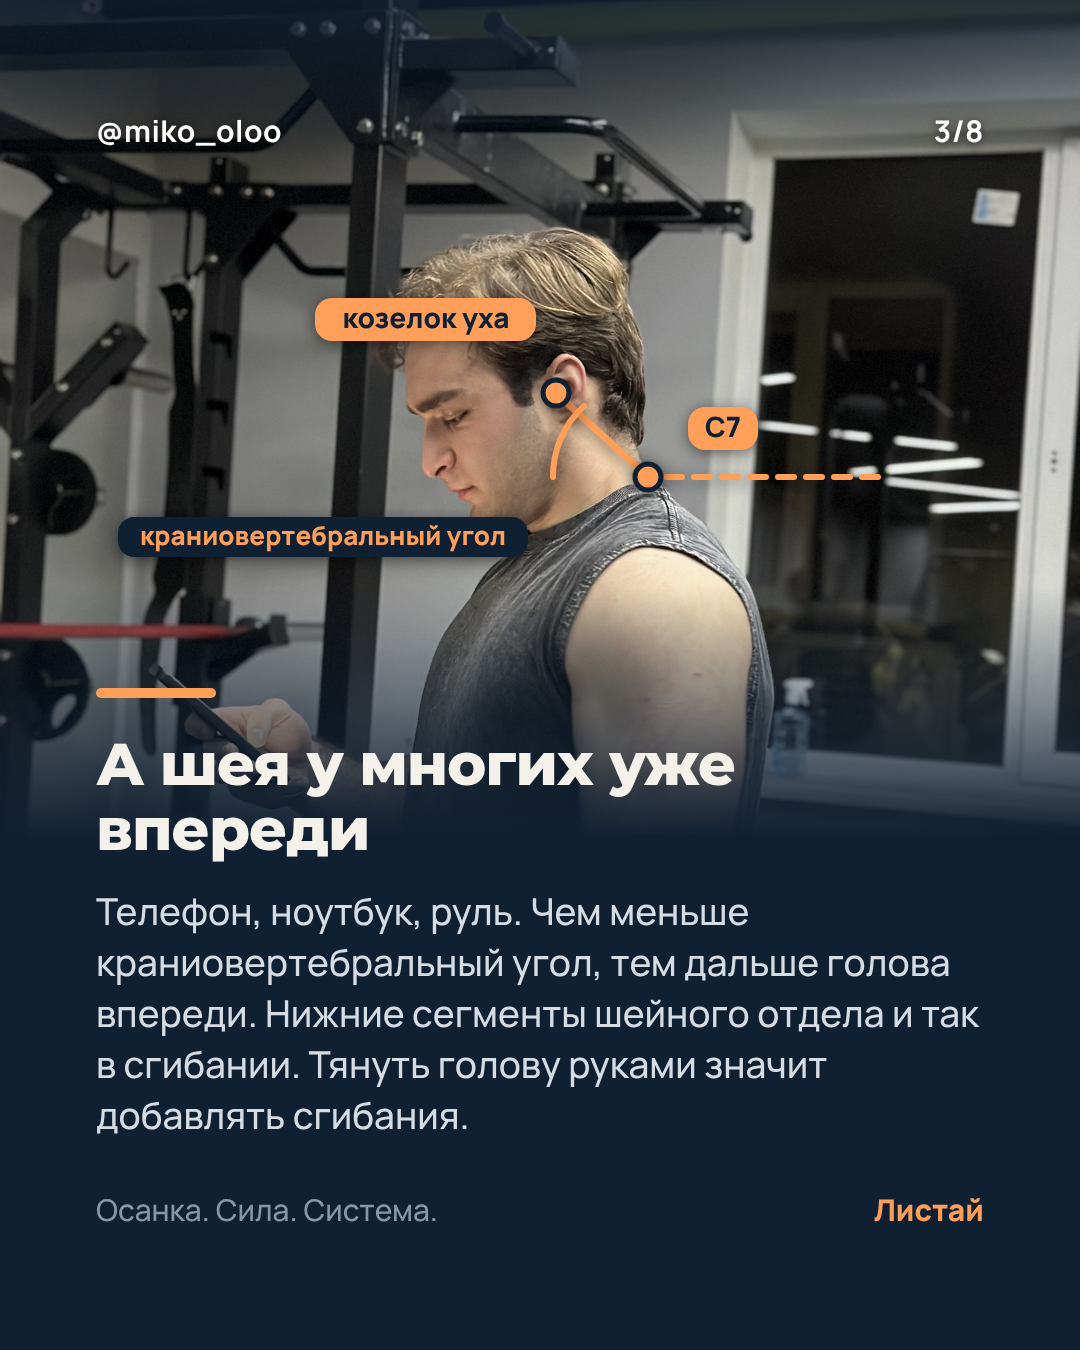 @miko_oloo
3/8
козелок уха
C7
краниовертебральный угол
А шея у многих уже
впереди
Телефон, ноутбук, руль. Чем меньше
краниовертебральный угол, тем дальше голова
впереди. Нижние сегменты шейного отдела и так
в сгибании. Тянуть голову руками значит
добавлять сгибания.
Осанка. Сила. Система.
Листай